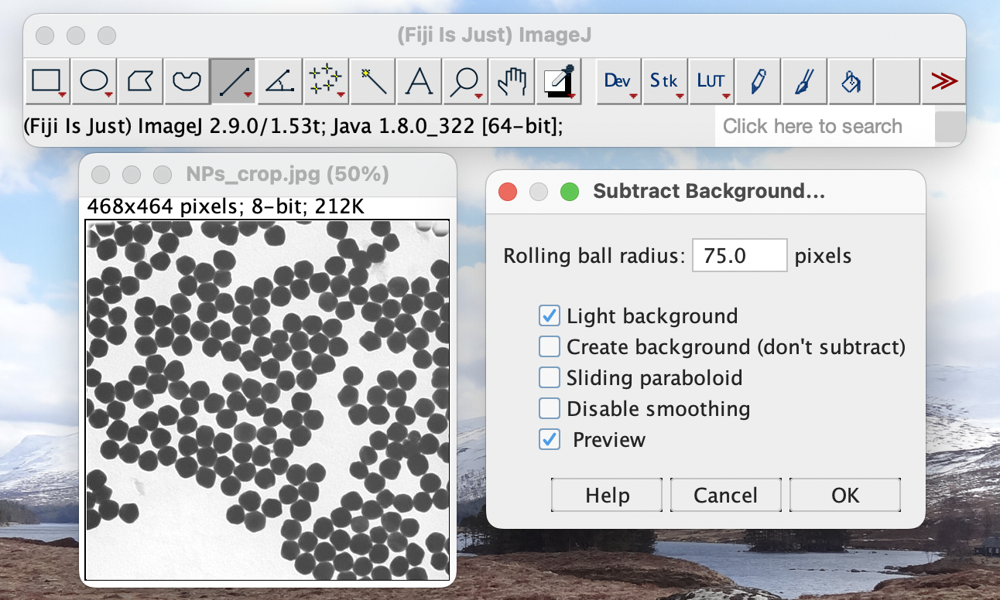 (Fiji Is Just) ImageJ
Dev Stk LUT
(Fiji Is Just) ImageJ 2.9.0/1.53t; Java 1.8.0_322 [64-bit];
Click here to search
NPs_crop.jpg (50%)
468x464 pixels; 8-bit; 212K
Subtract Background...
Rolling ball radius: 75.0 pixels
Light background
Create background (don't subtract)
Sliding paraboloid
Disable smoothing
Preview
Help Cancel OK